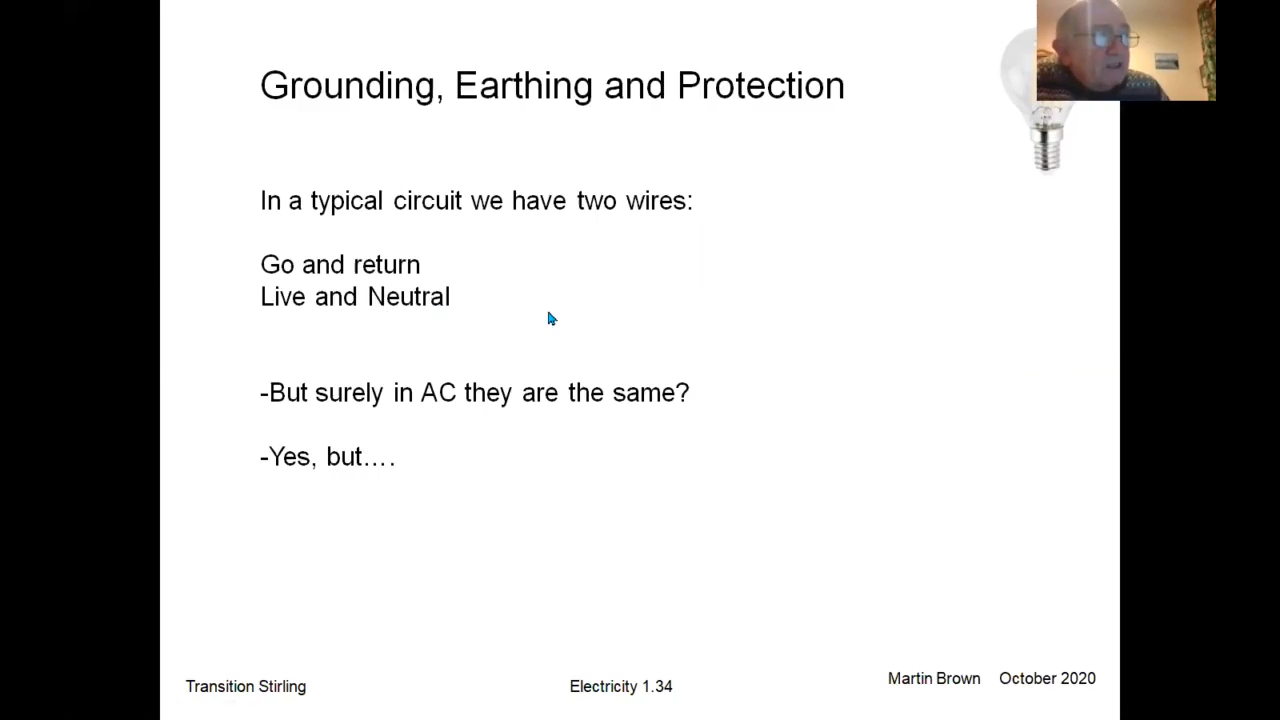 Grounding, Earthing and Protection
In a typical circuit we have two wires:
Go and return
Live and Neutral
-But surely in AC they are the same?
-Yes, but….
Transition Stirling
Electricity 1.34
Martin Brown October 2020